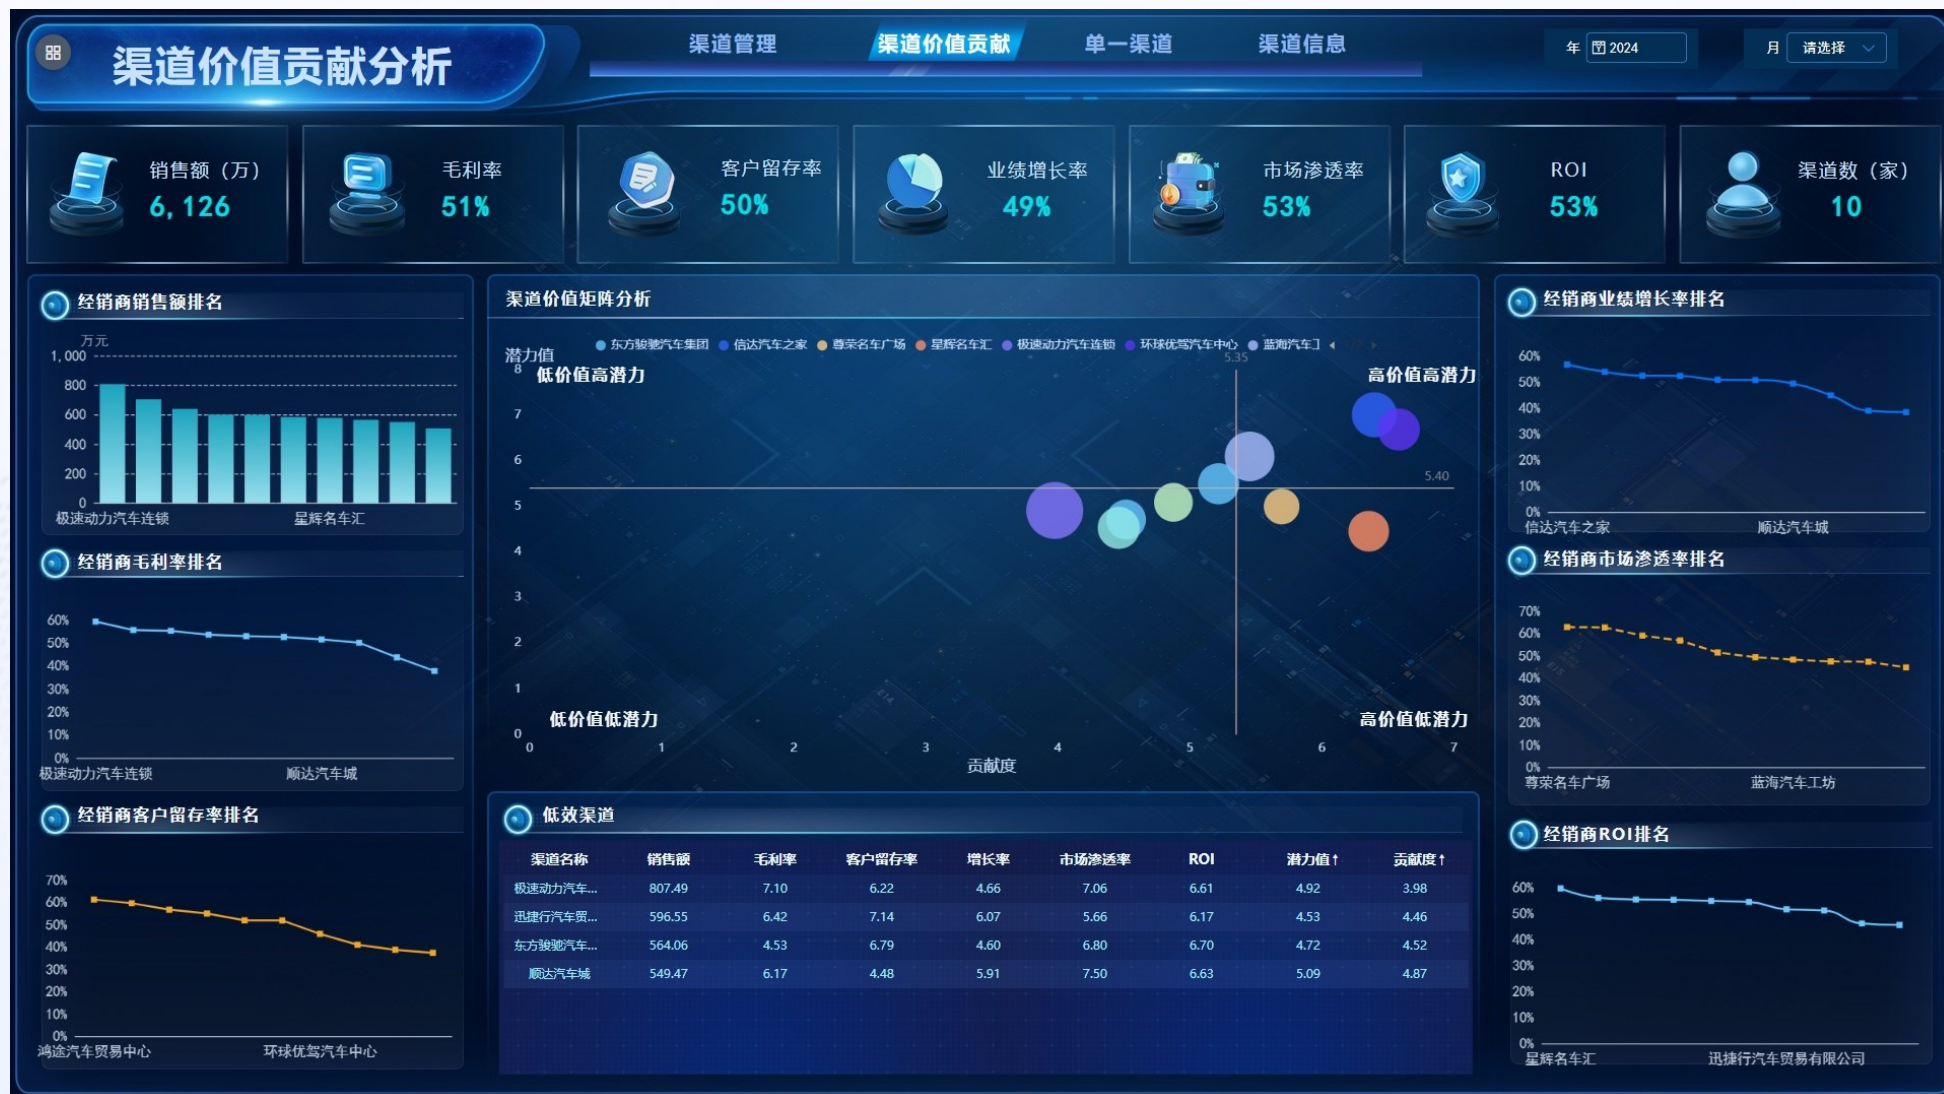 渠道价值贡献分析
渠道管理
渠道价值贡献
单一渠道
渠道信息
年 2024
月 请选择
销售额（万）
6,126
毛利率
51%
客户留存率
50%
业绩增长率
49%
市场渗透率
53%
ROI
53%
渠道数（家）
10
经销商销售额排名
万元
1,000
800
600
400
200
0
极速动力汽车连锁 星辉名车汇
经销商毛利率排名
60%
50%
40%
30%
20%
10%
0%
极速动力汽车连锁 顺达汽车城
经销商客户留存率排名
70%
60%
50%
40%
30%
20%
10%
0%
鸿途汽车贸易中心 环球优驾汽车中心
渠道价值矩阵分析
东方骏驰汽车集团 信达汽车之家 尊荣名车广场 星辉名车汇 极速动力汽车连锁 环球优驾汽车中心 蓝海汽车工
潜力值
5.35
低价值高潜力 高价值高潜力
8
7
6
5.40
5
4
3
2
1
低价值低潜力 高价值低潜力
0
0 1 2 3 4 5 6 7
贡献度
低效渠道
渠道名称 销售额 毛利率 客户留存率 增长率 市场渗透率 ROI 潜力值↑ 贡献度↑
极速动力汽车... 807.49 7.10 6.22 4.66 7.06 6.61 4.92 3.98
迅捷行汽车贸... 596.55 6.42 7.14 6.07 5.66 6.17 4.53 4.46
东方骏驰汽车... 564.06 4.53 6.79 4.60 6.80 6.70 4.72 4.52
顺达汽车城 549.47 6.17 4.48 5.91 7.50 6.63 5.09 4.87
经销商业绩增长率排名
60%
50%
40%
30%
20%
10%
0%
信达汽车之家 顺达汽车城
经销商市场渗透率排名
70%
60%
50%
40%
30%
20%
10%
0%
尊荣名车广场 蓝海汽车工坊
经销商ROI排名
60%
50%
40%
30%
20%
10%
0%
星辉名车汇 迅捷行汽车贸易有限公司